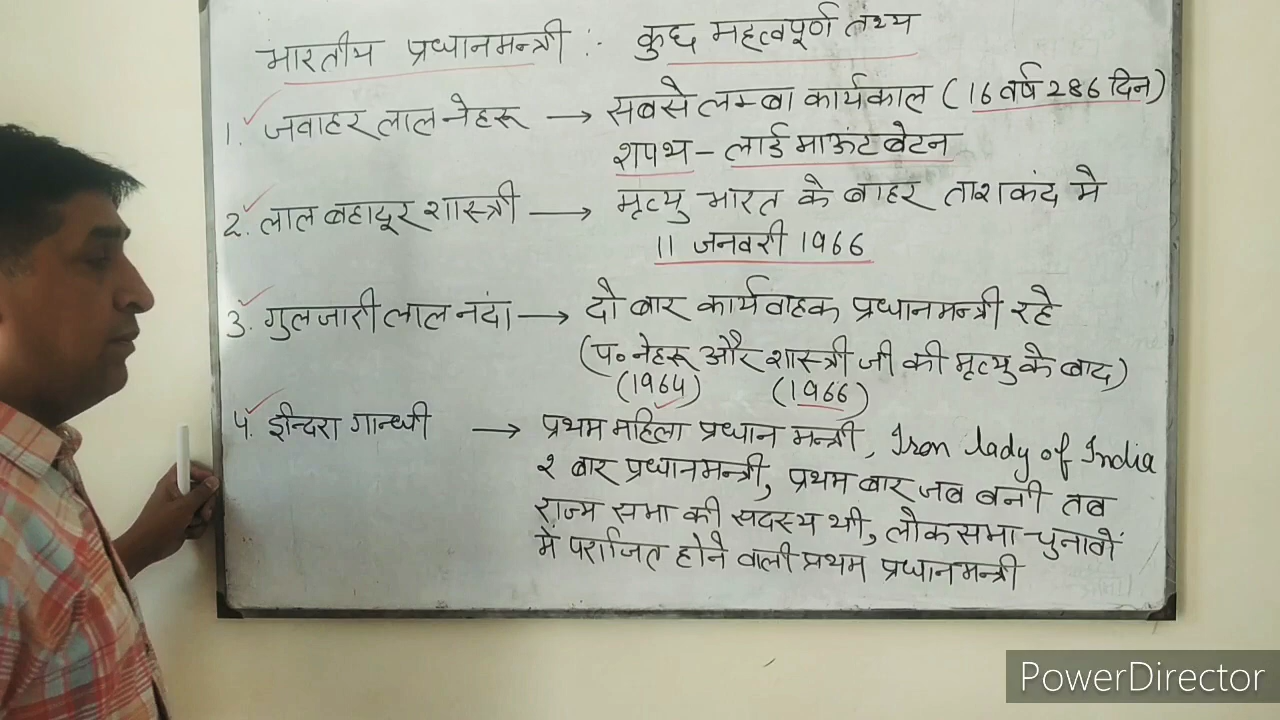 भारतीय प्रधानमन्त्री :- कुछ महत्वपूर्ण तथ्य
1. जवाहर लाल नेहरू → सबसे लम्बा कार्यकाल (16 वर्ष 286 दिन)
शपथ - लार्ड माऊंट बेटन
2. लाल बहादूर शास्त्री → मृत्यु भारत के बाहर ताशकंद मे
11 जनवरी 1966
3. गुलजारी लाल नंदा → दो बार कार्यवाहक प्रधानमन्त्री रहे
(प० नेहरू और शास्त्री जी की मृत्यु के बाद)
(1964) (1966)
4. ईन्दिरा गान्धी → प्रथम महिला प्रधान मन्त्री, Iron lady of India
२ बार प्रधानमन्त्री, प्रथम बार जब बनी तब
राज्य सभा की सदस्य थी, लोकसभा चुनावों
में पराजित होने वाली प्रथम प्रधानमन्त्री
PowerDirector